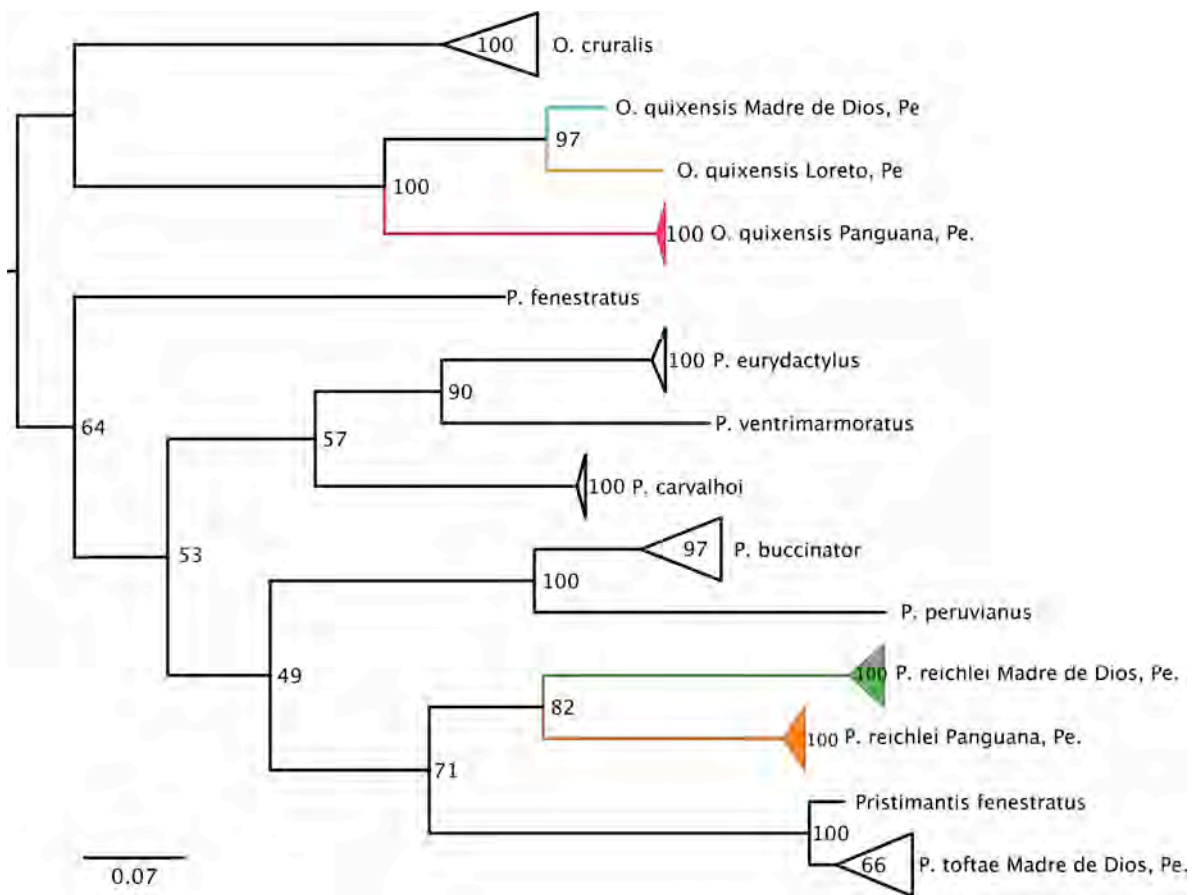 100 O. cruralis
O. quixensis Madre de Dios, Pe
97
O. quixensis Loreto, Pe
100
100 O. quixensis Panguana, Pe.
P. fenestratus
100 P. eurydactylus
90
P. ventrimarmoratus
64
57
100 P. carvalhoi
97 P. buccinator
53
100
P. peruvianus
100 P. reichlei Madre de Dios, Pe.
49
82
100 P. reichlei Panguana, Pe.
71
Pristimantis fenestratus
100
66 P. toftae Madre de Dios, Pe.
0.07